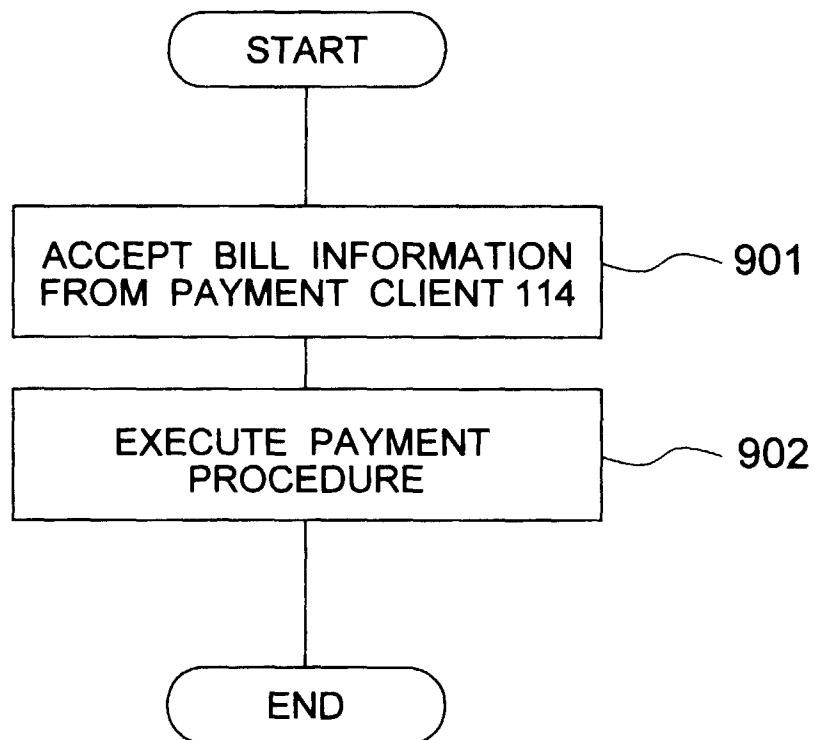 START
ACCEPT BILL INFORMATION
FROM PAYMENT CLIENT 114
901
EXECUTE PAYMENT
PROCEDURE
902
END